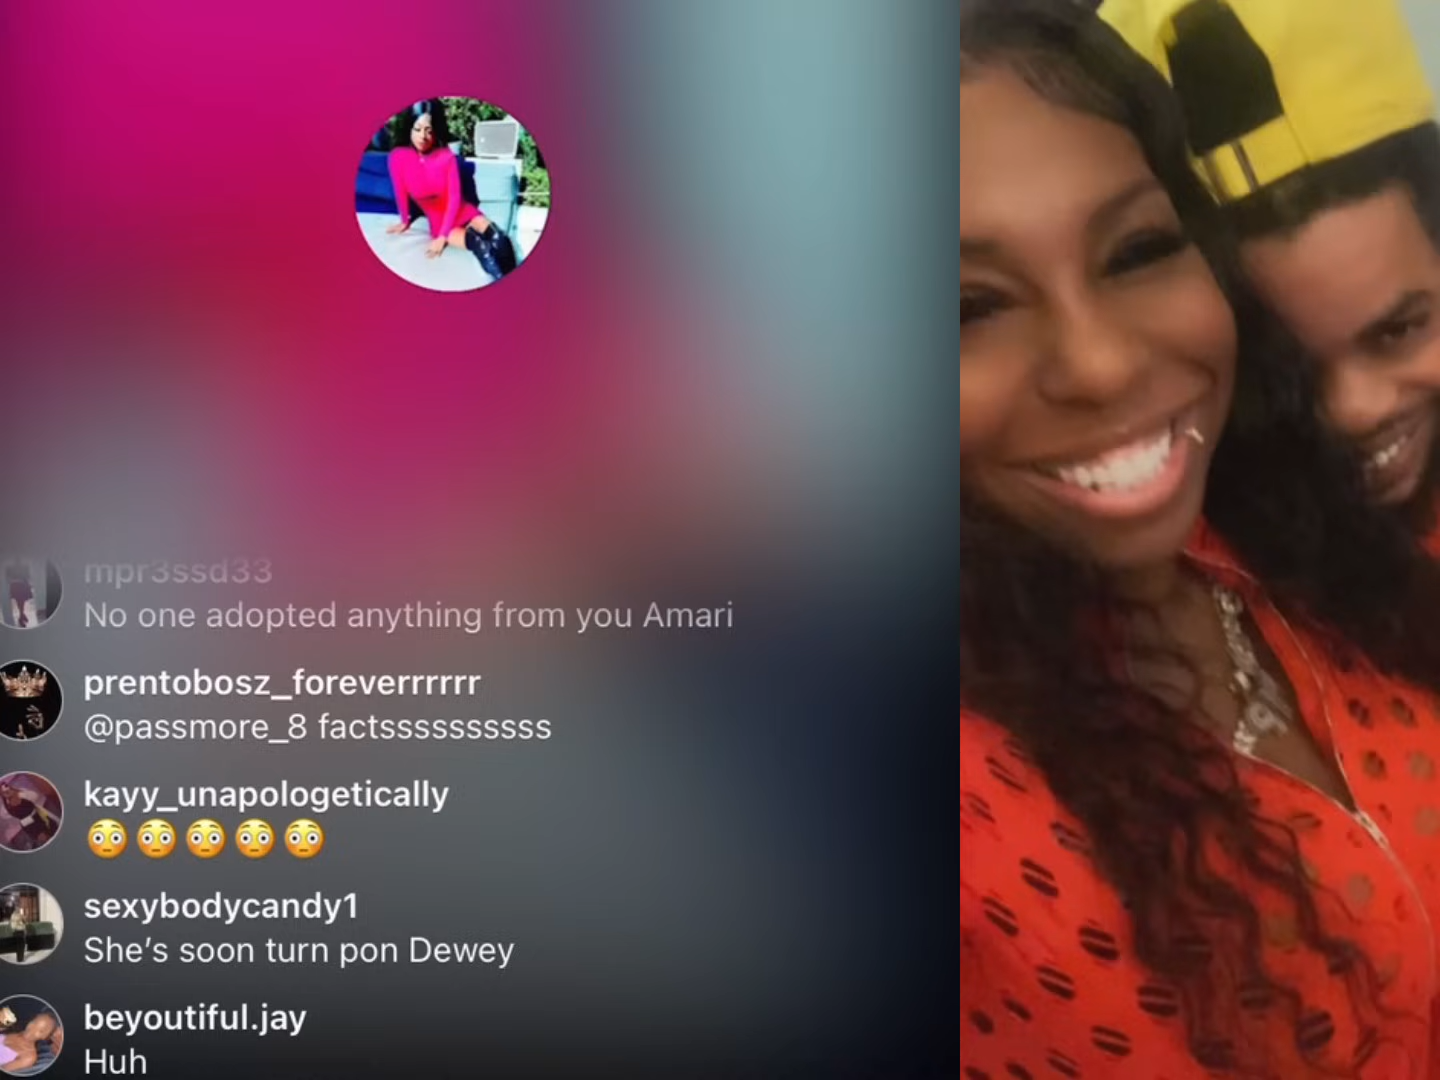 mpr3ssd33
No one adopted anything from you Amari
prentobosz_foreverrrrrr
@passmore_8 factssssssssss
kayy_unapologetically
😳😳😳😳😳
sexybodycandy1
She's soon turn pon Dewey
beyoutiful.jay
Huh